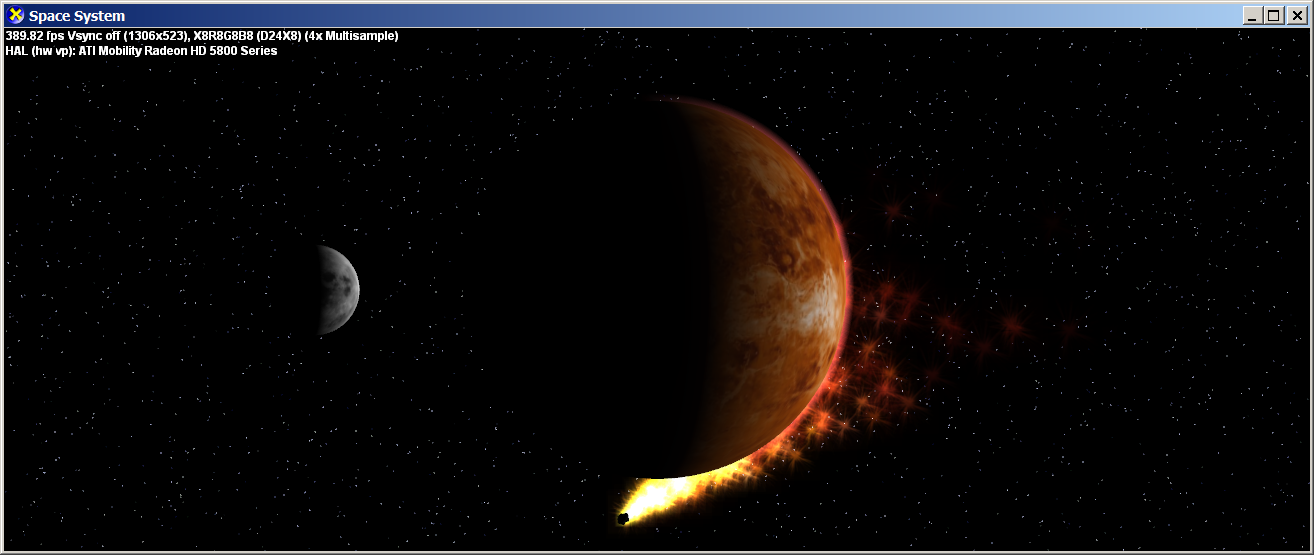 Space System
389.82 fps Vsync off (1306x523), X8R8G8B8 (D24X8) (4x Multisample)
HAL (hw vp): ATI Mobility Radeon HD 5800 Series